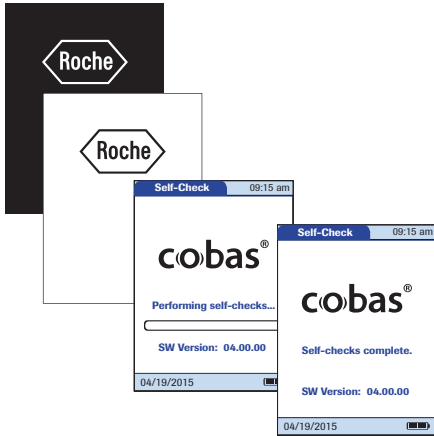 Roche
Roche
Self-Check 09:15 am
cobas®
Performing self-checks...
SW Version: 04.00.00
04/19/2015
Self-Check 09:15 am
cobas®
Self-checks complete.
SW Version: 04.00.00
04/19/2015